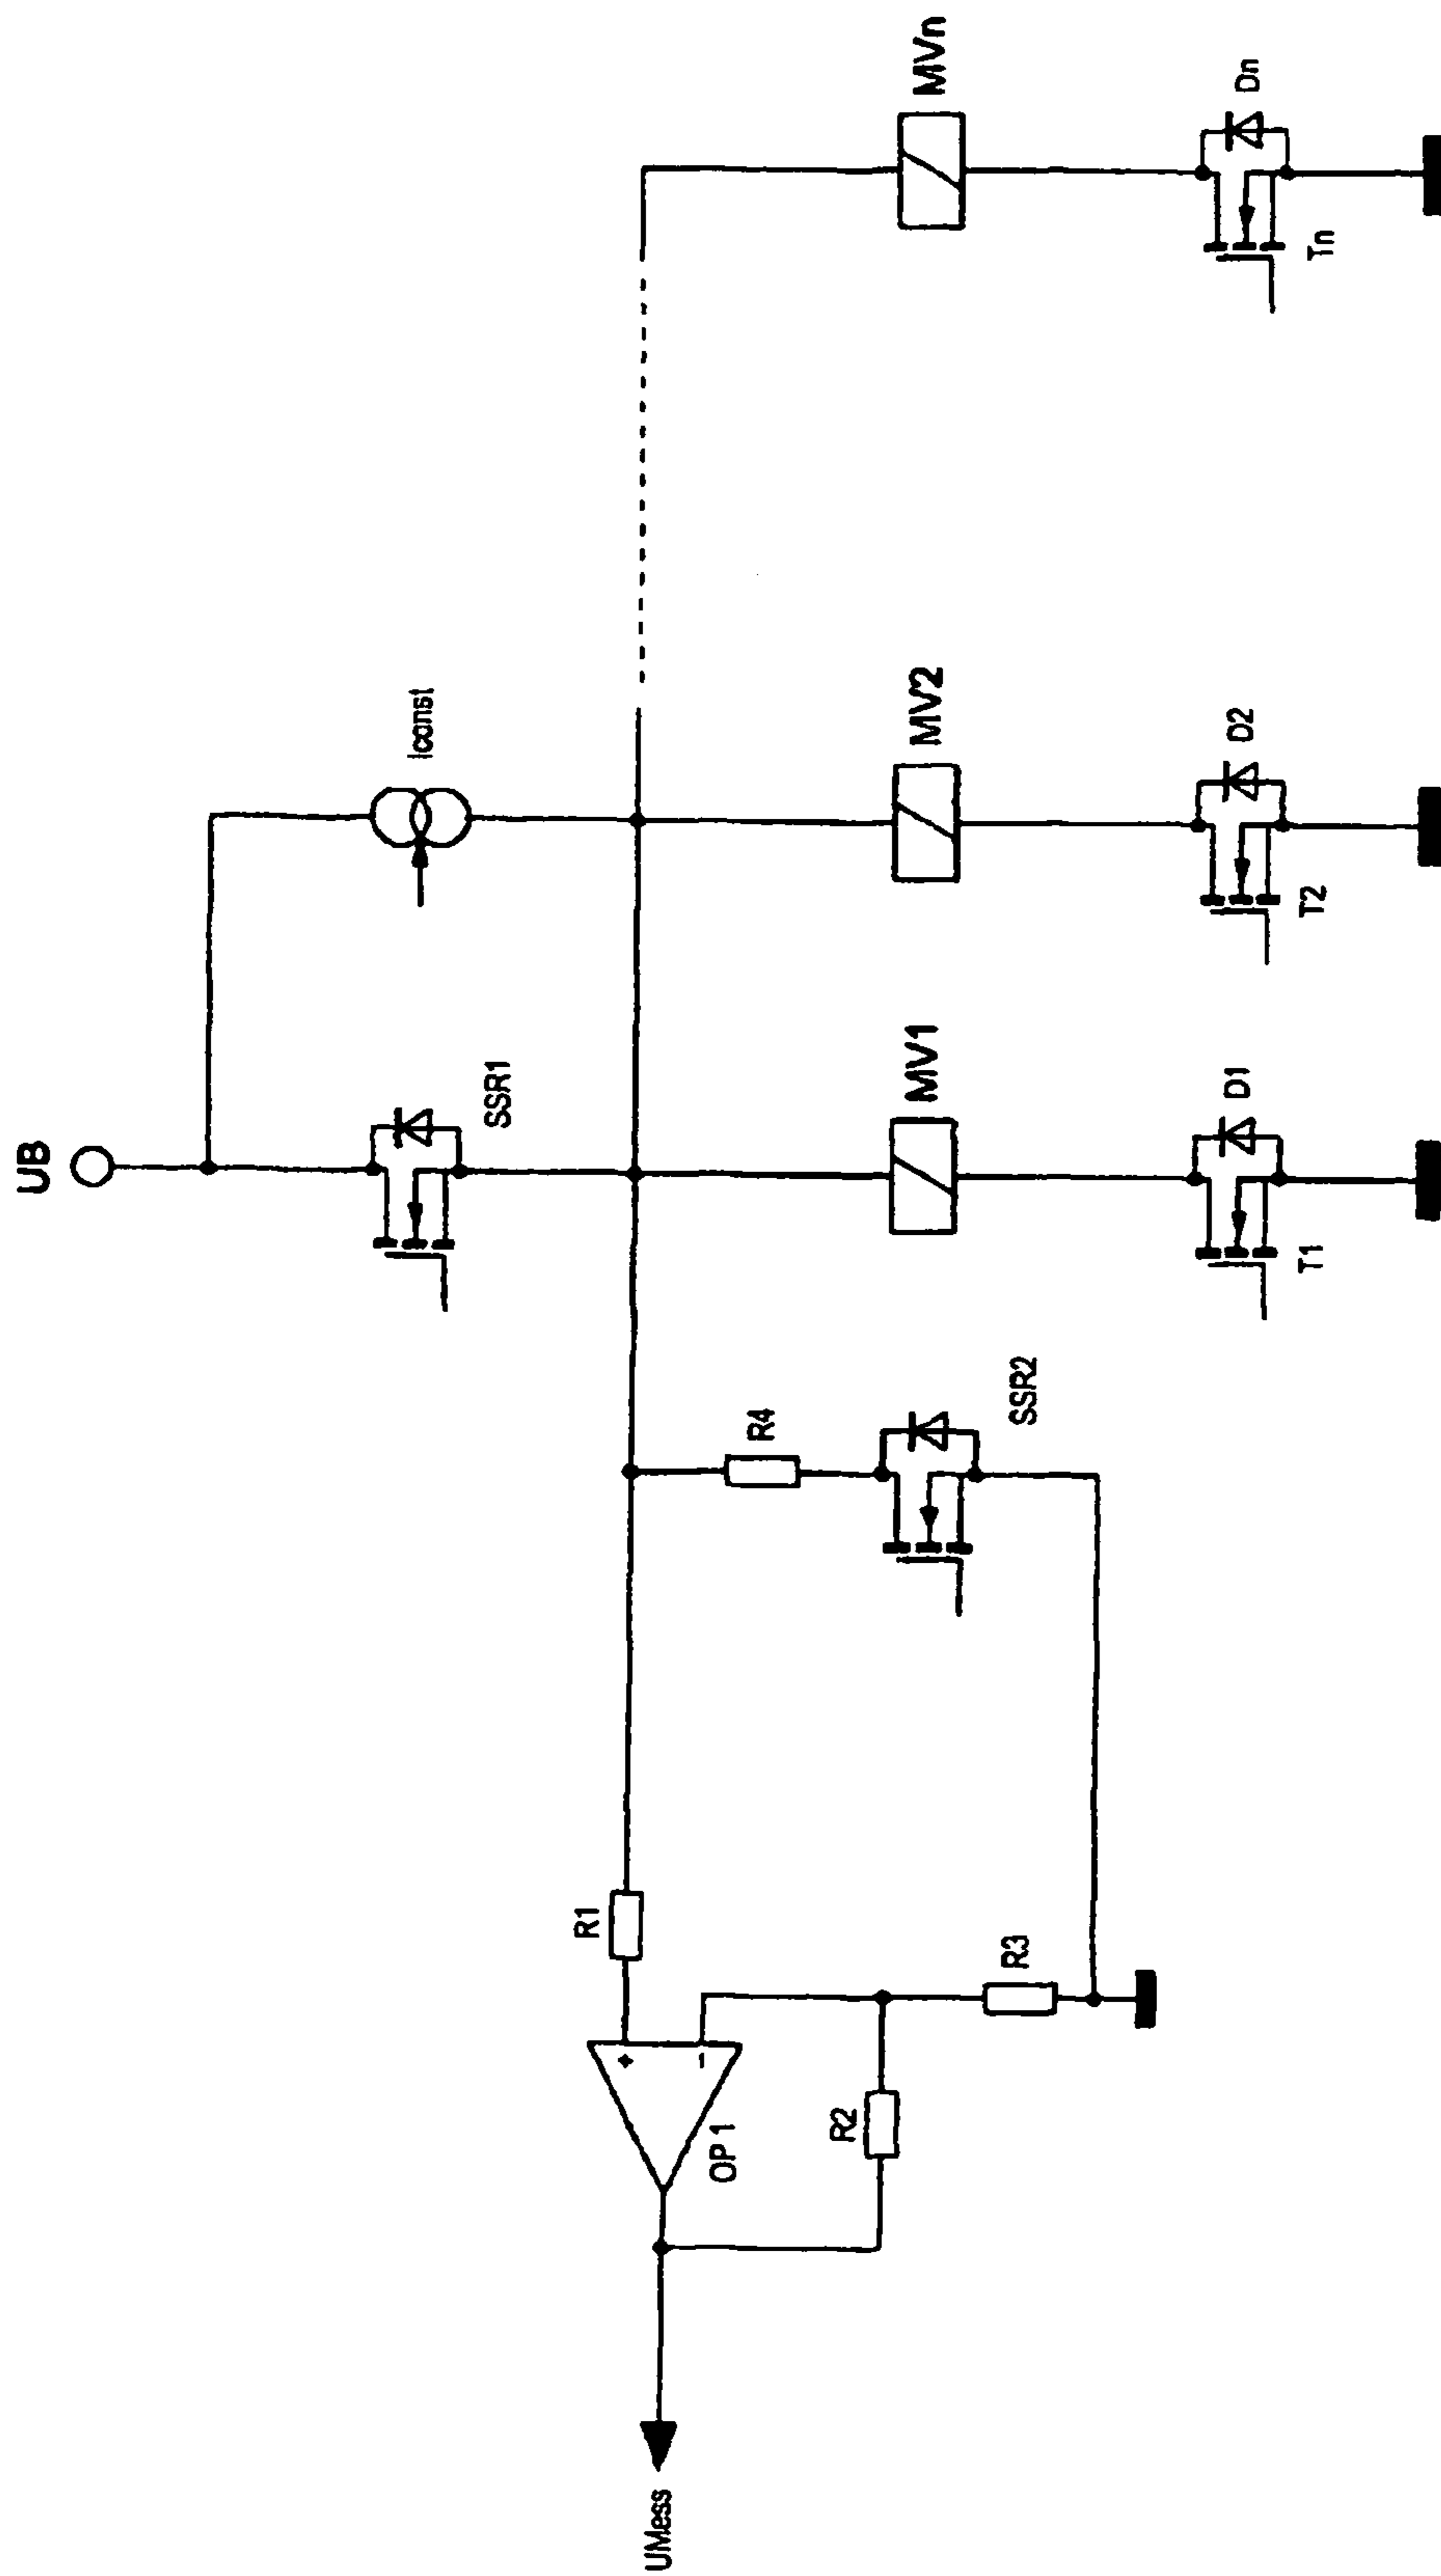 UB
SSR1
Iconst
R1
R4
MV1
MV2
MVn
+
-
OP1
R2
R3
SSR2
T1
D1
T2
D2
Tn
Dn
UMess